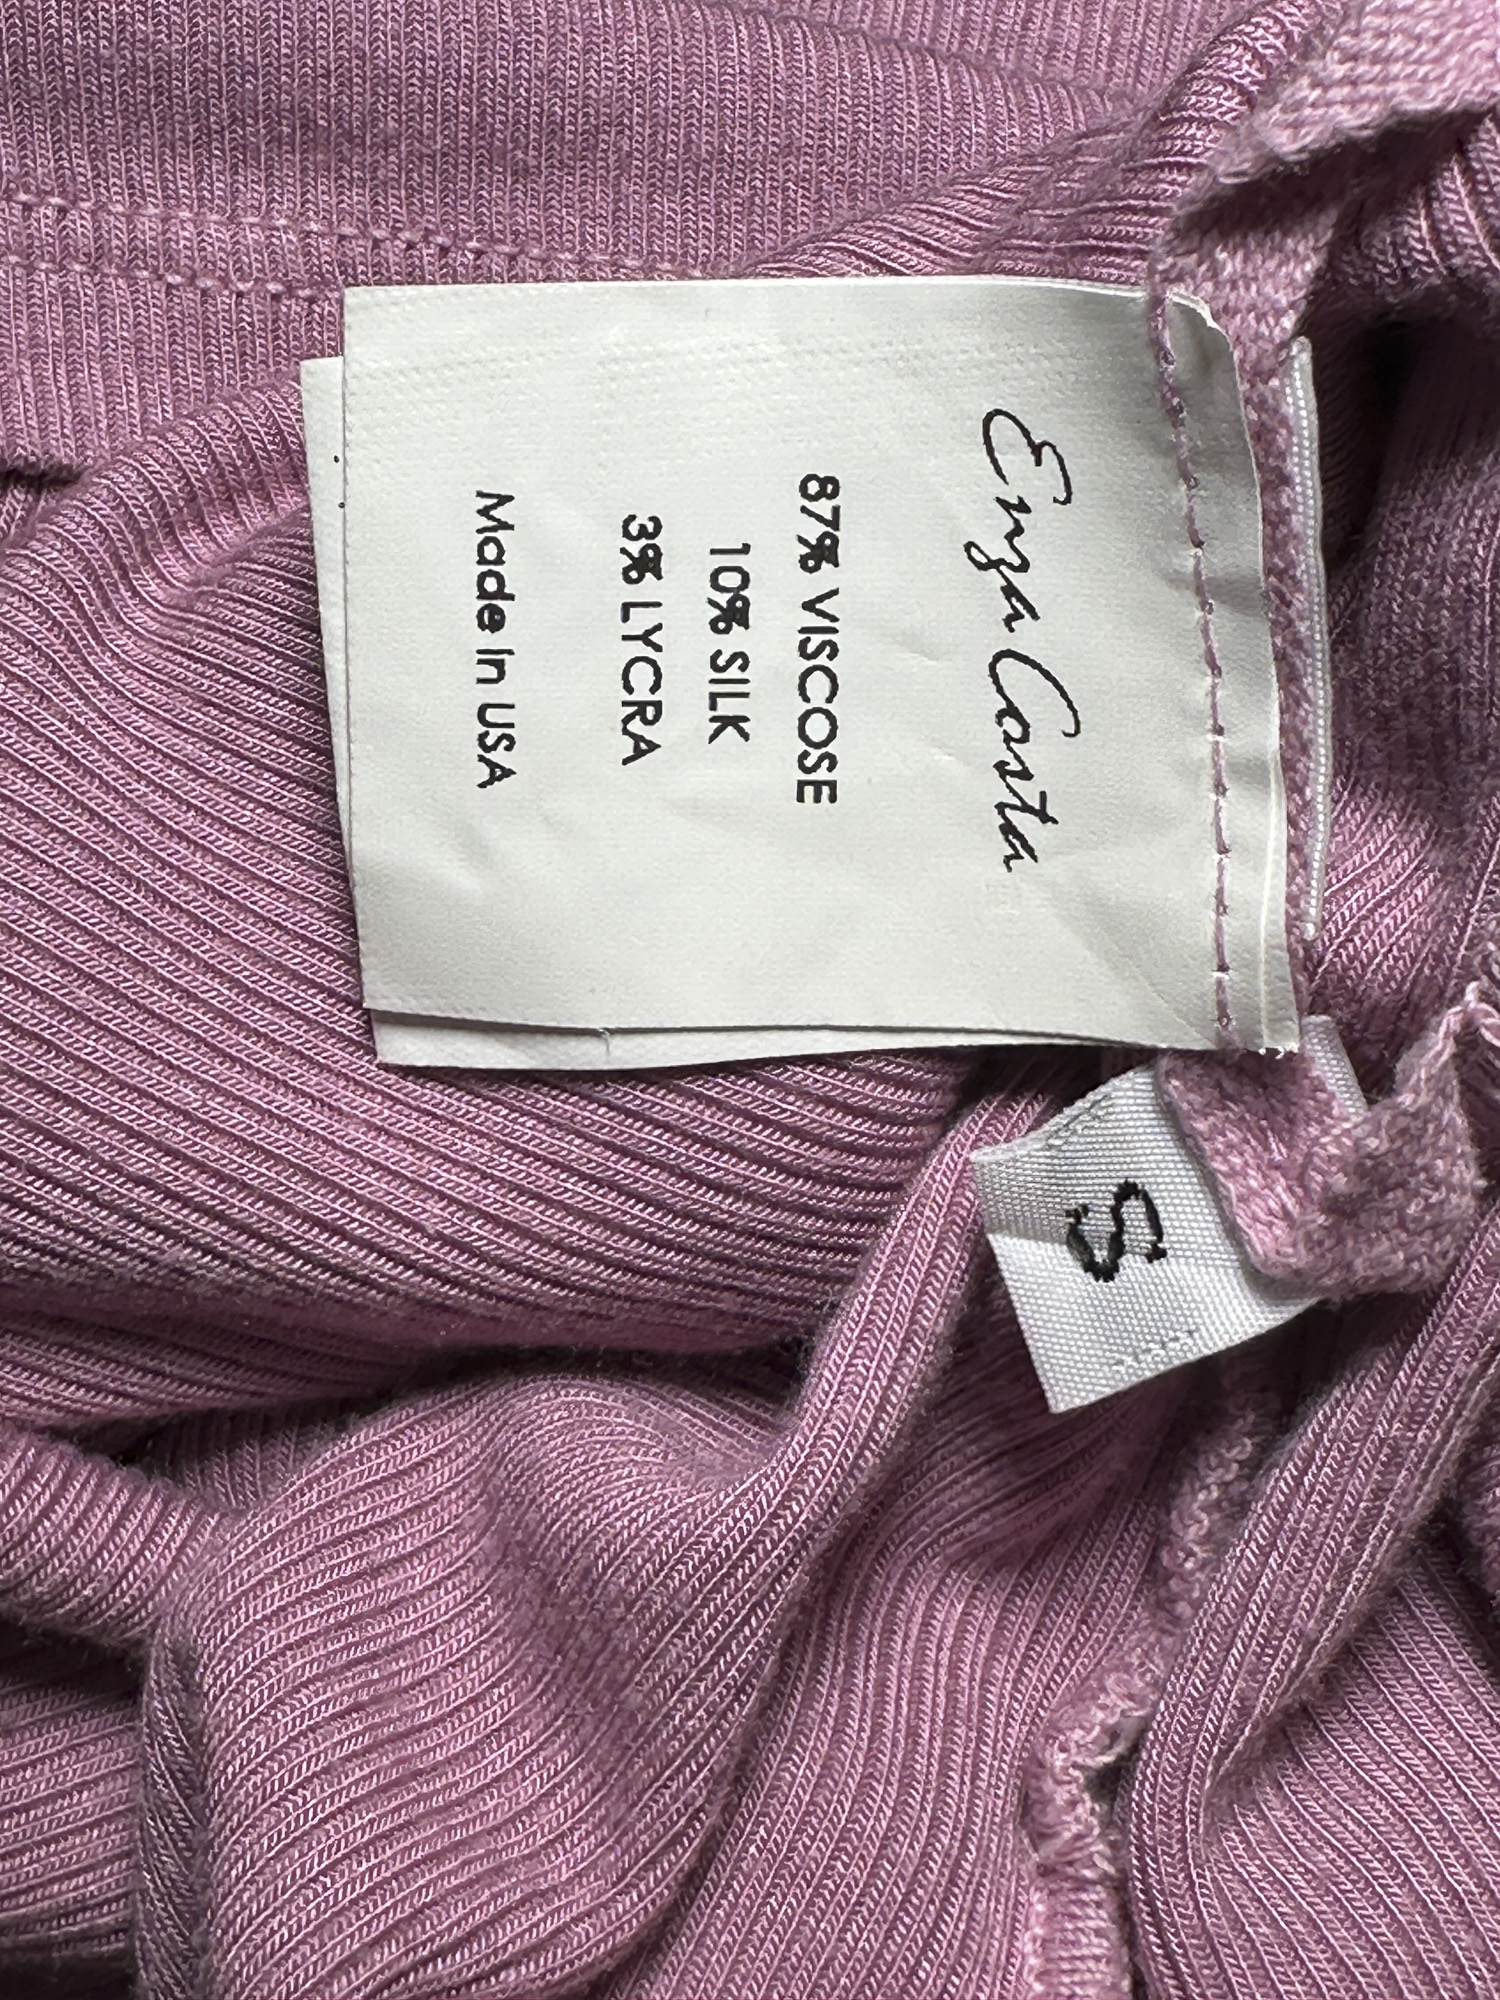 Enza Costa
87% VISCOSE
10% SILK
3% LYCRA
Made In USA
S